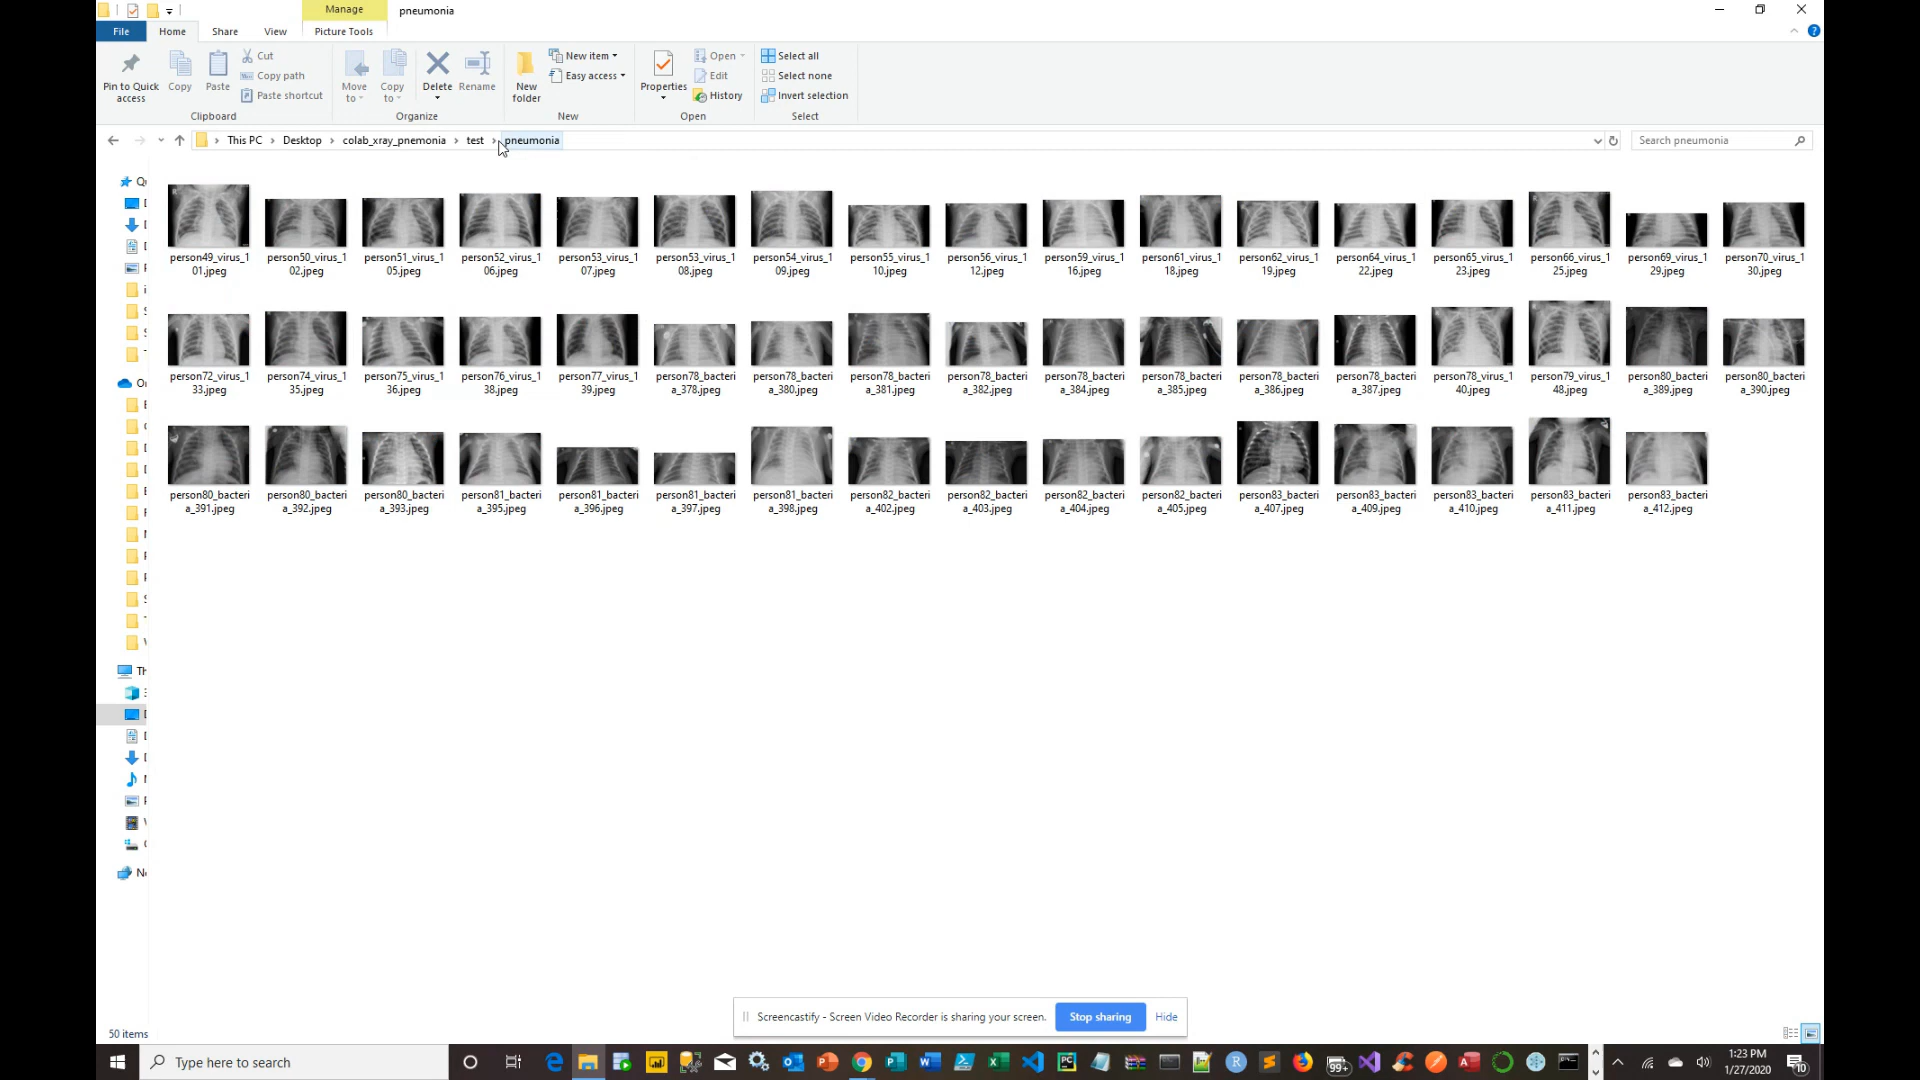 Manage
pneumonia
File Home Share View Picture Tools
Pin to Quick access
Copy
Paste
Cut
Copy path
Paste shortcut
Clipboard
Move to
Copy to
Delete
Rename
Organize
New folder
New item
Easy access
New
Properties
Open
Edit
History
Open
Select all
Select none
Invert selection
Select
This PC > Desktop > colab_xray_pnemonia > test > pneumonia
Search pneumonia
person49_virus_101.jpeg
person50_virus_102.jpeg
person51_virus_105.jpeg
person52_virus_106.jpeg
person53_virus_107.jpeg
person53_virus_108.jpeg
person54_virus_109.jpeg
person55_virus_110.jpeg
person56_virus_112.jpeg
person59_virus_116.jpeg
person61_virus_118.jpeg
person62_virus_119.jpeg
person64_virus_122.jpeg
person65_virus_123.jpeg
person66_virus_125.jpeg
person69_virus_129.jpeg
person70_virus_130.jpeg
person72_virus_133.jpeg
person74_virus_135.jpeg
person75_virus_136.jpeg
person76_virus_138.jpeg
person77_virus_139.jpeg
person78_bacteria_378.jpeg
person78_bacteria_380.jpeg
person78_bacteria_381.jpeg
person78_bacteria_382.jpeg
person78_bacteria_384.jpeg
person78_bacteria_385.jpeg
person78_bacteria_386.jpeg
person78_bacteria_387.jpeg
person78_virus_140.jpeg
person79_virus_148.jpeg
person80_bacteria_389.jpeg
person80_bacteria_390.jpeg
person80_bacteria_391.jpeg
person80_bacteria_392.jpeg
person80_bacteria_393.jpeg
person81_bacteria_395.jpeg
person81_bacteria_396.jpeg
person81_bacteria_397.jpeg
person81_bacteria_398.jpeg
person82_bacteria_402.jpeg
person82_bacteria_403.jpeg
person82_bacteria_404.jpeg
person82_bacteria_405.jpeg
person83_bacteria_407.jpeg
person83_bacteria_409.jpeg
person83_bacteria_410.jpeg
person83_bacteria_411.jpeg
person83_bacteria_412.jpeg
Screencastify - Screen Video Recorder is sharing your screen. Stop sharing Hide
50 items
Type here to search
99+
1:23 PM
1/27/2020
10